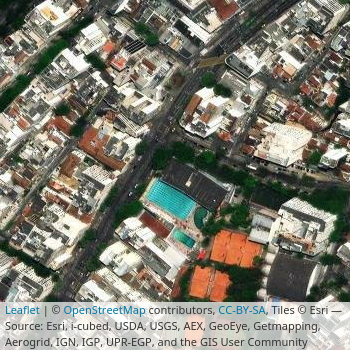 Leaflet | © OpenStreetMap contributors, CC-BY-SA, Tiles © Esri —
Source: Esri, i-cubed, USDA, USGS, AEX, GeoEye, Getmapping,
Aerogrid, IGN, IGP, UPR-EGP, and the GIS User Community